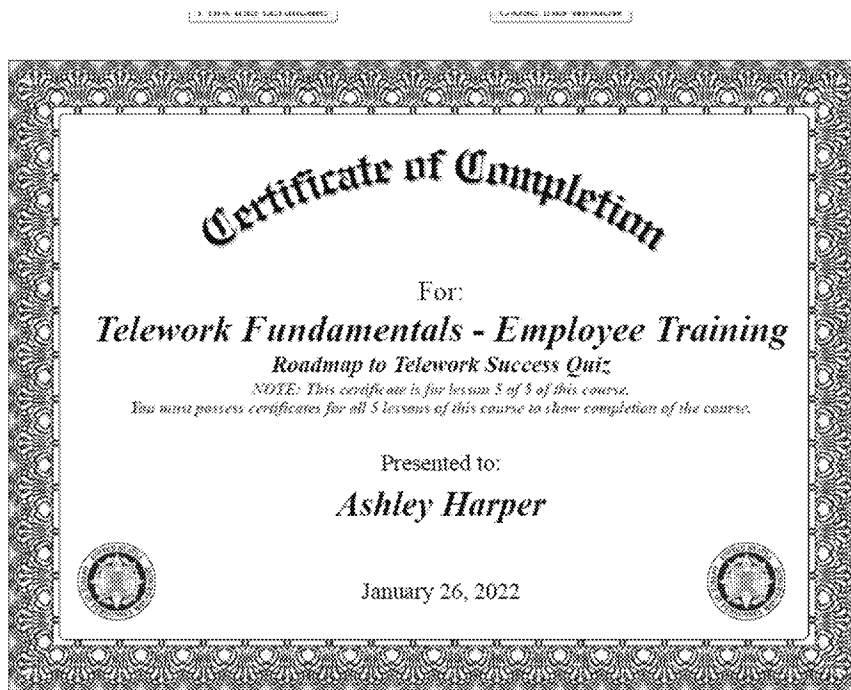 Certificate of Completion
For:
Telework Fundamentals - Employee Training
Roadmap to Telework Success Quiz
NOTE: This certificate is for lesson 5 of 5 of this course.
You must possess certificates for all 5 lessons of this course to show completion of the course.
Presented to:
Ashley Harper
January 26, 2022